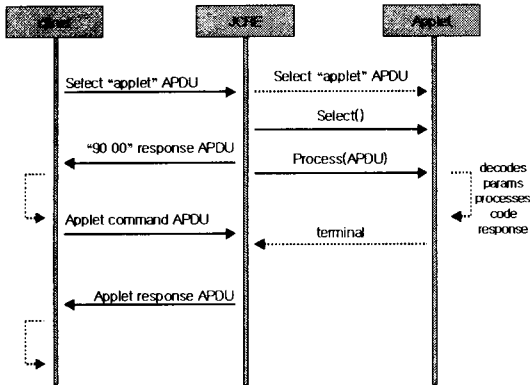 client
JCRE
Applet
Select “applet” APDU
Select “applet” APDU
Select()
“90 00” response APDU
Process(APDU)
decodes
params
processes
code
response
Applet command APDU
terminal
Applet response APDU